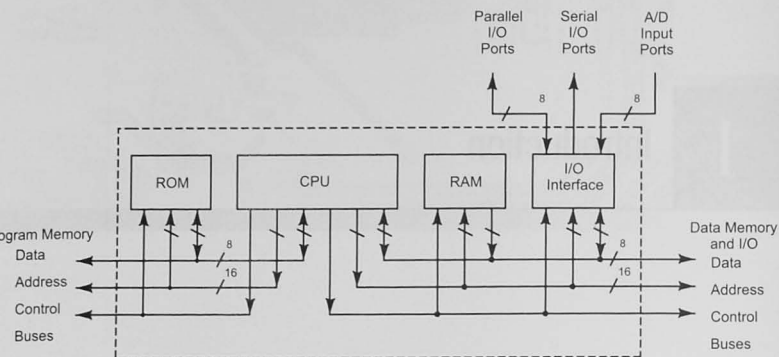 Parallel
I/O
Ports
Serial
I/O
Ports
A/D
Input
Ports
8
8
ROM
CPU
RAM
I/O
Interface
Data
Address
Control
Buses
8
16
8
16
Memory
Data Memory
and I/O
Data
Address
Control
Buses